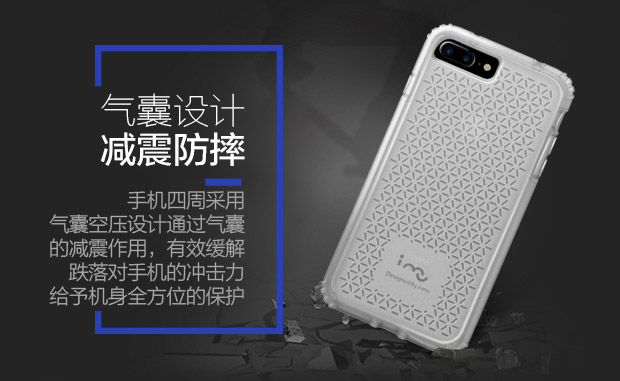 气囊设计
减震防摔
手机四周采用
气囊空压设计通过气囊
的减震作用，有效缓解
跌落对手机的冲击力
给予机身全方位的保护